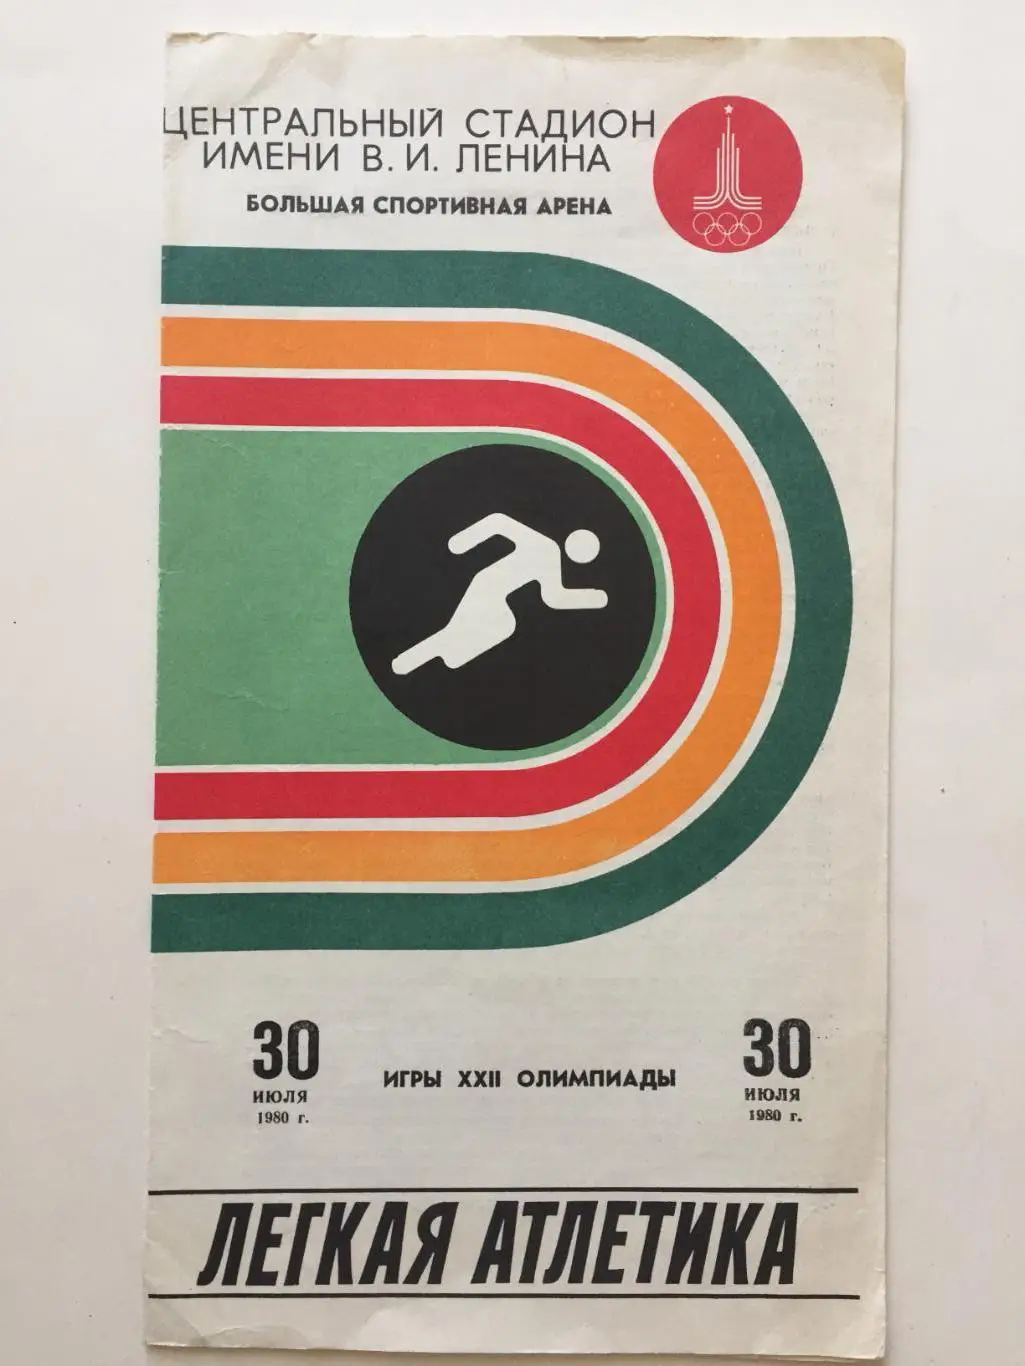 ЦЕНТРАЛЬНЫЙ СТАДИОН
ИМЕНИ В. И. ЛЕНИНА
БОЛЬШАЯ СПОРТИВНАЯ АРЕНА
30
ИЮЛЯ
1980 г.
ИГРЫ XXII ОЛИМПИАДЫ
30
ИЮЛЯ
1980 г.
ЛЕГКАЯ АТЛЕТИКА